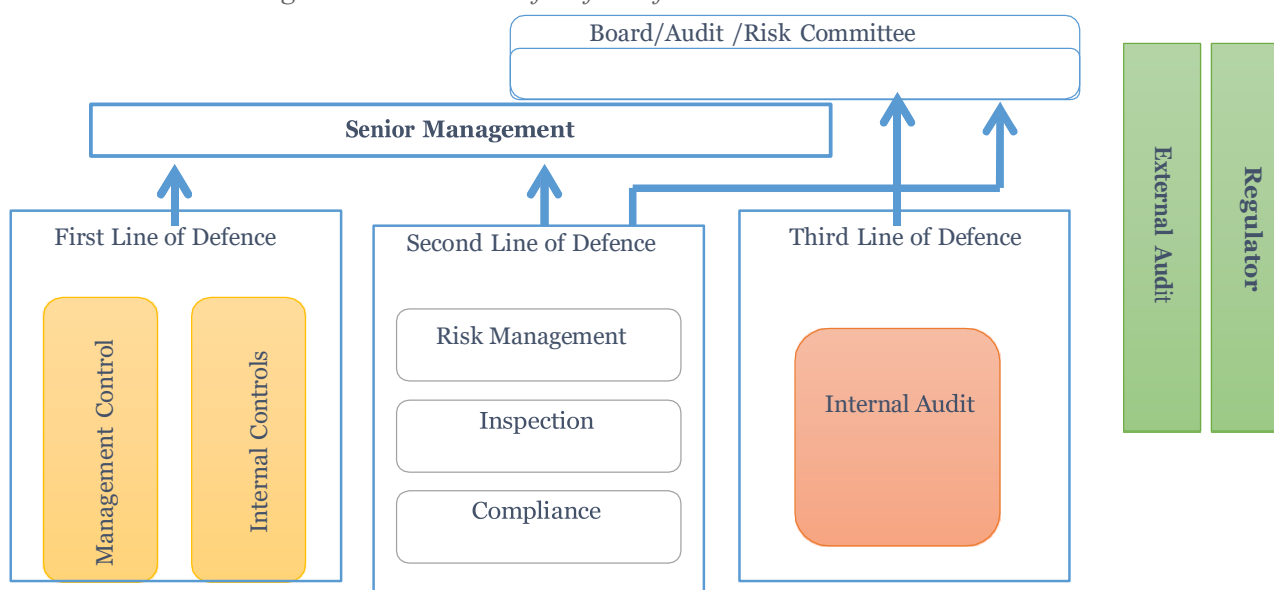 Board/Audit /Risk Committee
Senior Management
First Line of Defence
Second Line of Defence
Third Line of Defence
Management Control
Internal Controls
Risk Management
Inspection
Compliance
Internal Audit
External Audit
Regulator